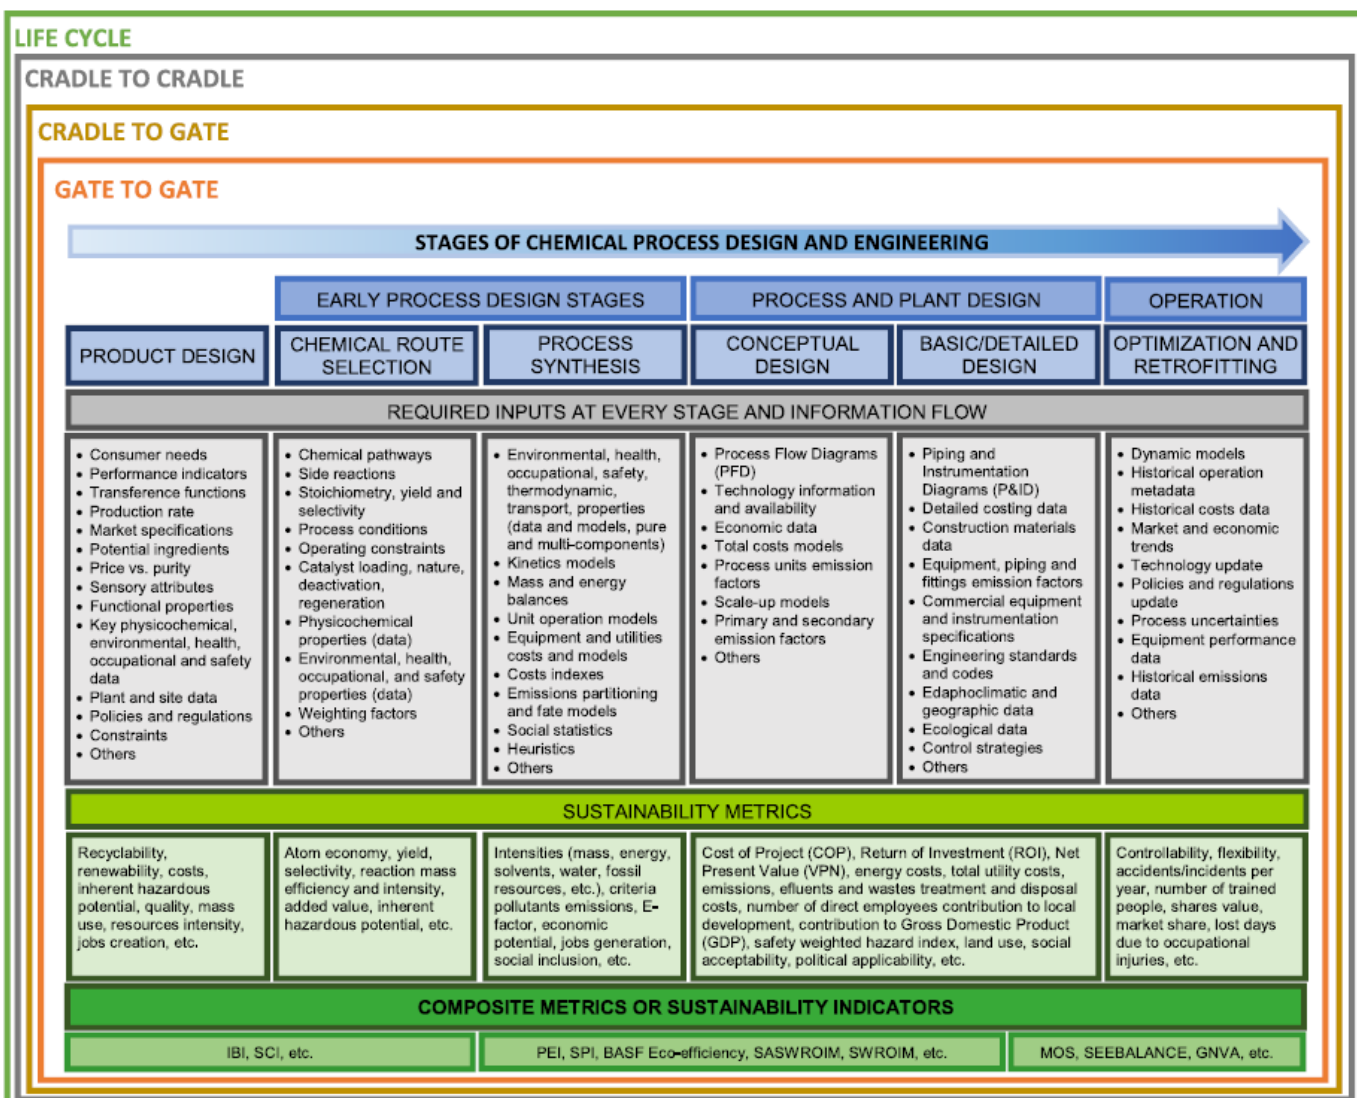 LIFE CYCLE
CRADLE TO CRADLE
CRADLE TO GATE
GATE TO GATE
STAGES OF CHEMICAL PROCESS DESIGN AND ENGINEERING
EARLY PROCESS DESIGN STAGES
PROCESS AND PLANT DESIGN
OPERATION
PRODUCT DESIGN
CHEMICAL ROUTE
SELECTION
PROCESS
SYNTHESIS
CONCEPTUAL
DESIGN
BASIC/DETAILED
DESIGN
OPTIMIZATION AND
RETROFITTING
REQUIRED INPUTS AT EVERY STAGE AND INFORMATION FLOW
• Consumer needs
• Performance indicators
• Transference functions
• Production rate
• Market specifications
• Potential ingredients
• Price vs. purity
• Sensory attributes
• Functional properties
• Key physicochemical,
environmental, health,
occupational and safety
data
• Plant and site data
• Policies and regulations
• Constraints
• Others
• Chemical pathways
• Side reactions
• Stoichiometry, yield and
selectivity
• Process conditions
• Operating constraints
• Catalyst loading, nature,
deactivation,
regeneration
• Physicochemical
properties (data)
• Environmental, health,
occupational, and safety
properties (data)
• Weighting factors
• Others
• Environmental, health,
occupational, safety,
thermodynamic,
transport, properties
(data and models, pure
and multi-components)
• Kinetics models
• Mass and energy
balances
• Unit operation models
• Equipment and utilities
costs and models
• Costs indexes
• Emissions partitioning
and fate models
• Social statistics
• Heuristics
• Others
• Process Flow Diagrams
(PFD)
• Technology information
and availability
• Economic data
• Total costs models
• Process units emission
factors
• Scale-up models
• Primary and secondary
emission factors
• Others
• Piping and
Instrumentation
Diagrams (P&ID)
• Detailed costing data
• Construction materials
data
• Equipment, piping and
fittings emission factors
• Commercial equipment
and instrumentation
specifications
• Engineering standards
and codes
• Edaphoclimatic and
geographic data
• Ecological data
• Control strategies
• Others
• Dynamic models
• Historical operation
metadata
• Historical costs data
• Market and economic
trends
• Technology update
• Policies and regulations
update
• Process uncertainties
• Equipment performance
data
• Historical emissions
data
• Others
SUSTAINABILITY METRICS
Recyclability,
renewability, costs,
inherent hazardous
potential, quality, mass
use, resources intensity,
jobs creation, etc.
Atom economy, yield,
selectivity, reaction mass
efficiency and intensity,
added value, inherent
hazardous potential, etc.
Intensities (mass, energy,
solvents, water, fossil
resources, etc.), criteria
pollutants emissions, E-
factor, economic
potential, jobs generation,
social inclusion, etc.
Cost of Project (COP), Return of Investment (ROI), Net
Present Value (VPN), energy costs, total utility costs,
emissions, efluents and wastes treatment and disposal
costs, number of direct employees contribution to local
development, contribution to Gross Domestic Product
(GDP), safety weighted hazard index, land use, social
acceptability, political applicability, etc.
Controllability, flexibility,
accidents/incidents per
year, number of trained
people, shares value,
market share, lost days
due to occupational
injuries, etc.
COMPOSITE METRICS OR SUSTAINABILITY INDICATORS
IBI, SCI, etc.
PEI, SPI, BASF Eco-efficiency, SASWROIM, SWROIM, etc.
MOS, SEEBALANCE, GNVA, etc.